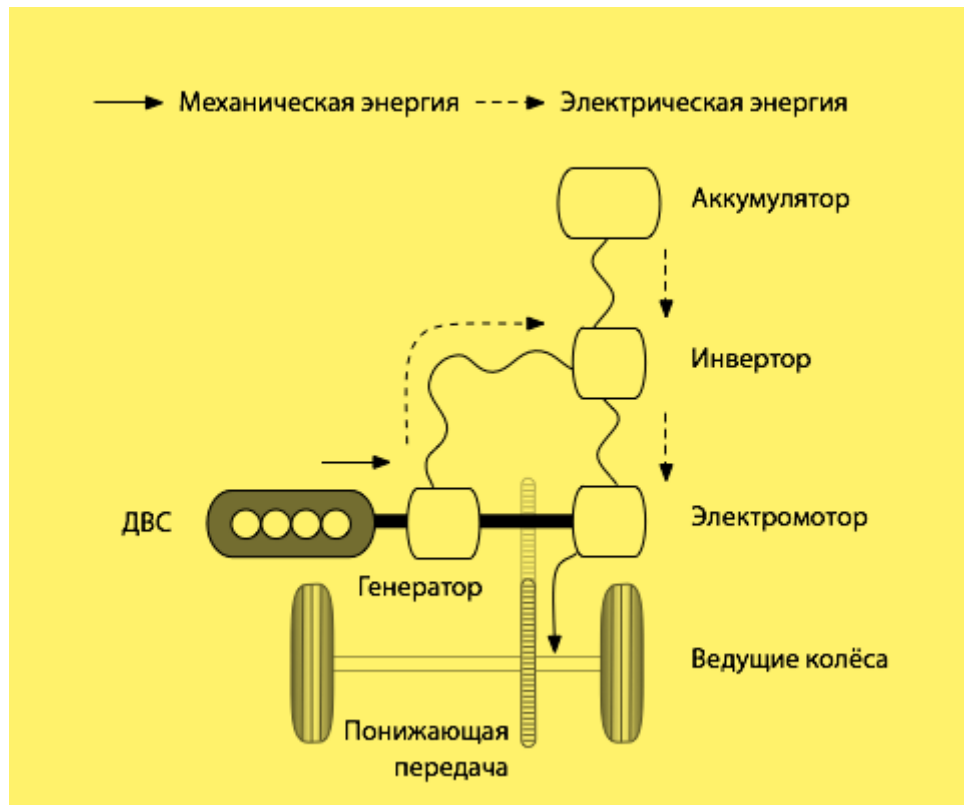 Механическая энергия
Электрическая энергия
Аккумулятор
Инвертор
ДВС
Электромотор
Генератор
Ведущие колёса
Понижающая
передача